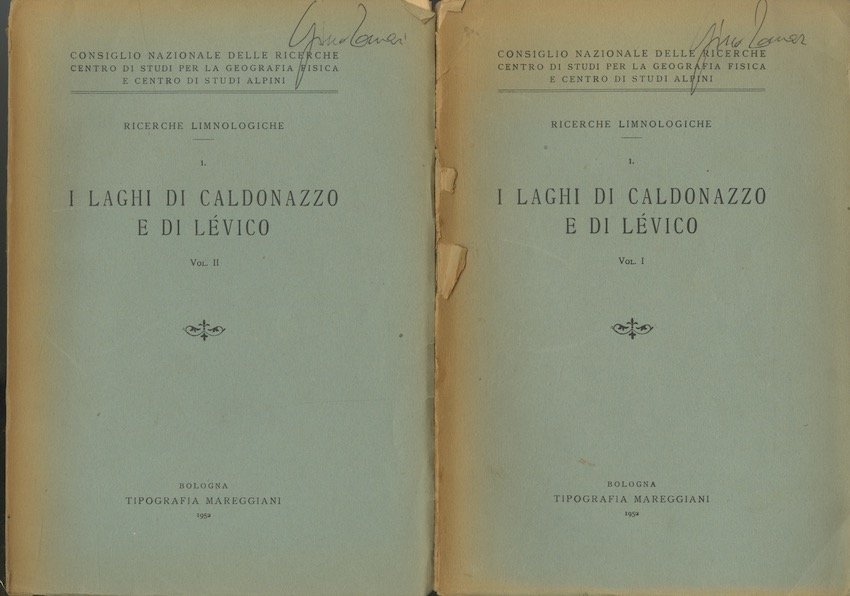 CONSIGLIO NAZIONALE DELLE RICERCHE
CENTRO DI STUDI PER LA GEOGRAFIA FISICA
E CENTRO DI STUDI ALPINI
RICERCHE LIMNOLOGICHE
1.
I LAGHI DI CALDONAZZO
E DI LÉVICO
VOL. II
BOLOGNA
TIPOGRAFIA MAREGGIANI
1952
CONSIGLIO NAZIONALE DELLE RICERCHE
CENTRO DI STUDI PER LA GEOGRAFIA FISICA
E CENTRO DI STUDI ALPINI
RICERCHE LIMNOLOGICHE
1.
I LAGHI DI CALDONAZZO
E DI LÉVICO
VOL. I
BOLOGNA
TIPOGRAFIA MAREGGIANI
1952